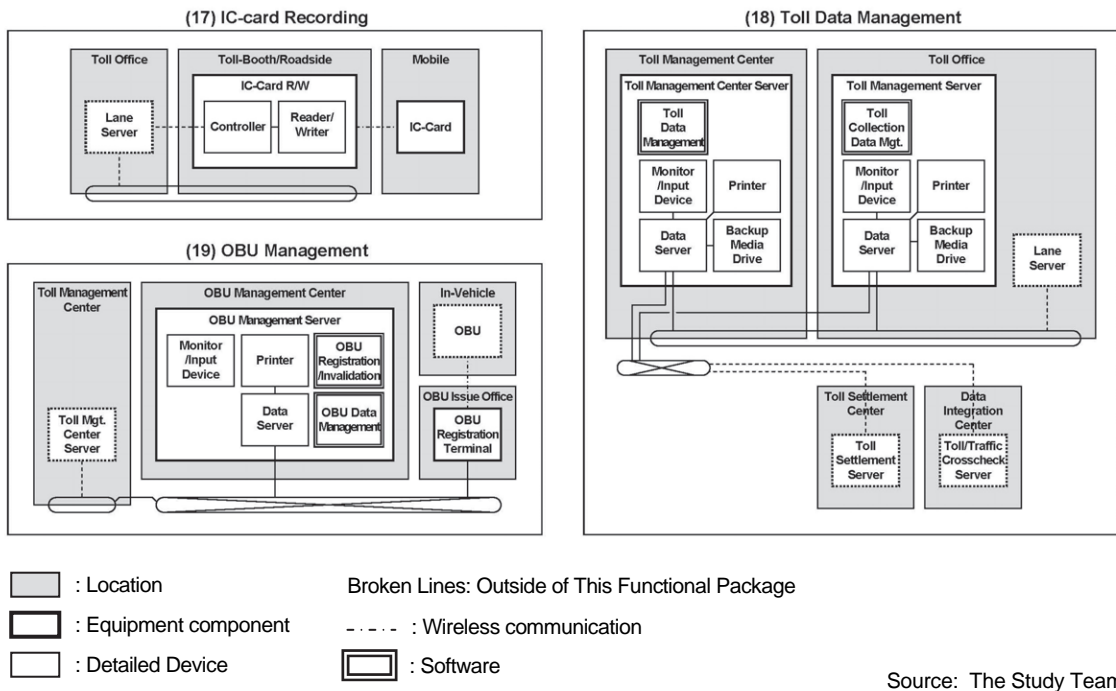 (17) IC-card Recording
Toll Office
Toll-Booth/Roadside
Mobile
IC-Card R/W
Lane
Server
Controller
Reader/
Writer
IC-Card
(19) OBU Management
Toll Management
Center
OBU Management Center
In-Vehicle
OBU Management Server
OBU
Monitor
/Input
Device
Printer
OBU
Registration
/Invalidation
OBU Issue Office
Toll Mgt.
Center
Server
Data
Server
OBU Data
Management
OBU
Registration
Terminal
(18) Toll Data Management
Toll Management Center
Toll Office
Toll Management Center Server
Toll Management Server
Toll
Data
Management
Toll
Collection
Data Mgt.
Monitor
/Input
Device
Printer
Monitor
/Input
Device
Printer
Data
Server
Backup
Media
Drive
Data
Server
Backup
Media
Drive
Lane
Server
Toll Settlement
Center
Data
Integration
Center
Toll
Settlement
Server
Toll/Traffic
Crosscheck
Server
: Location
Broken Lines: Outside of This Functional Package
: Equipment component
: Wireless communication
: Detailed Device
: Software
Source: The Study Team